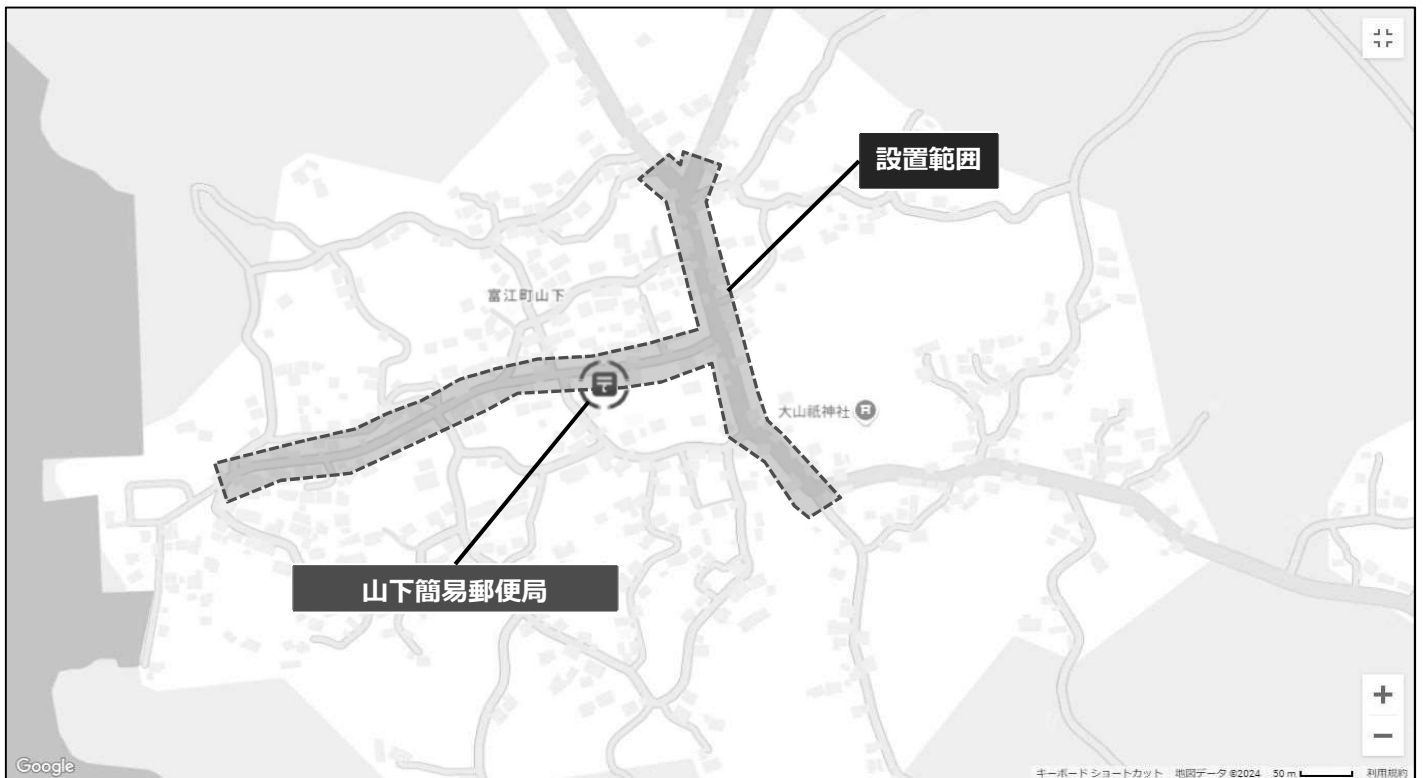 設置範囲
富江町山下
大山祇神社
山下簡易郵便局
Google
キーボード ショートカット 地図データ ©2024 50 m 利用規約